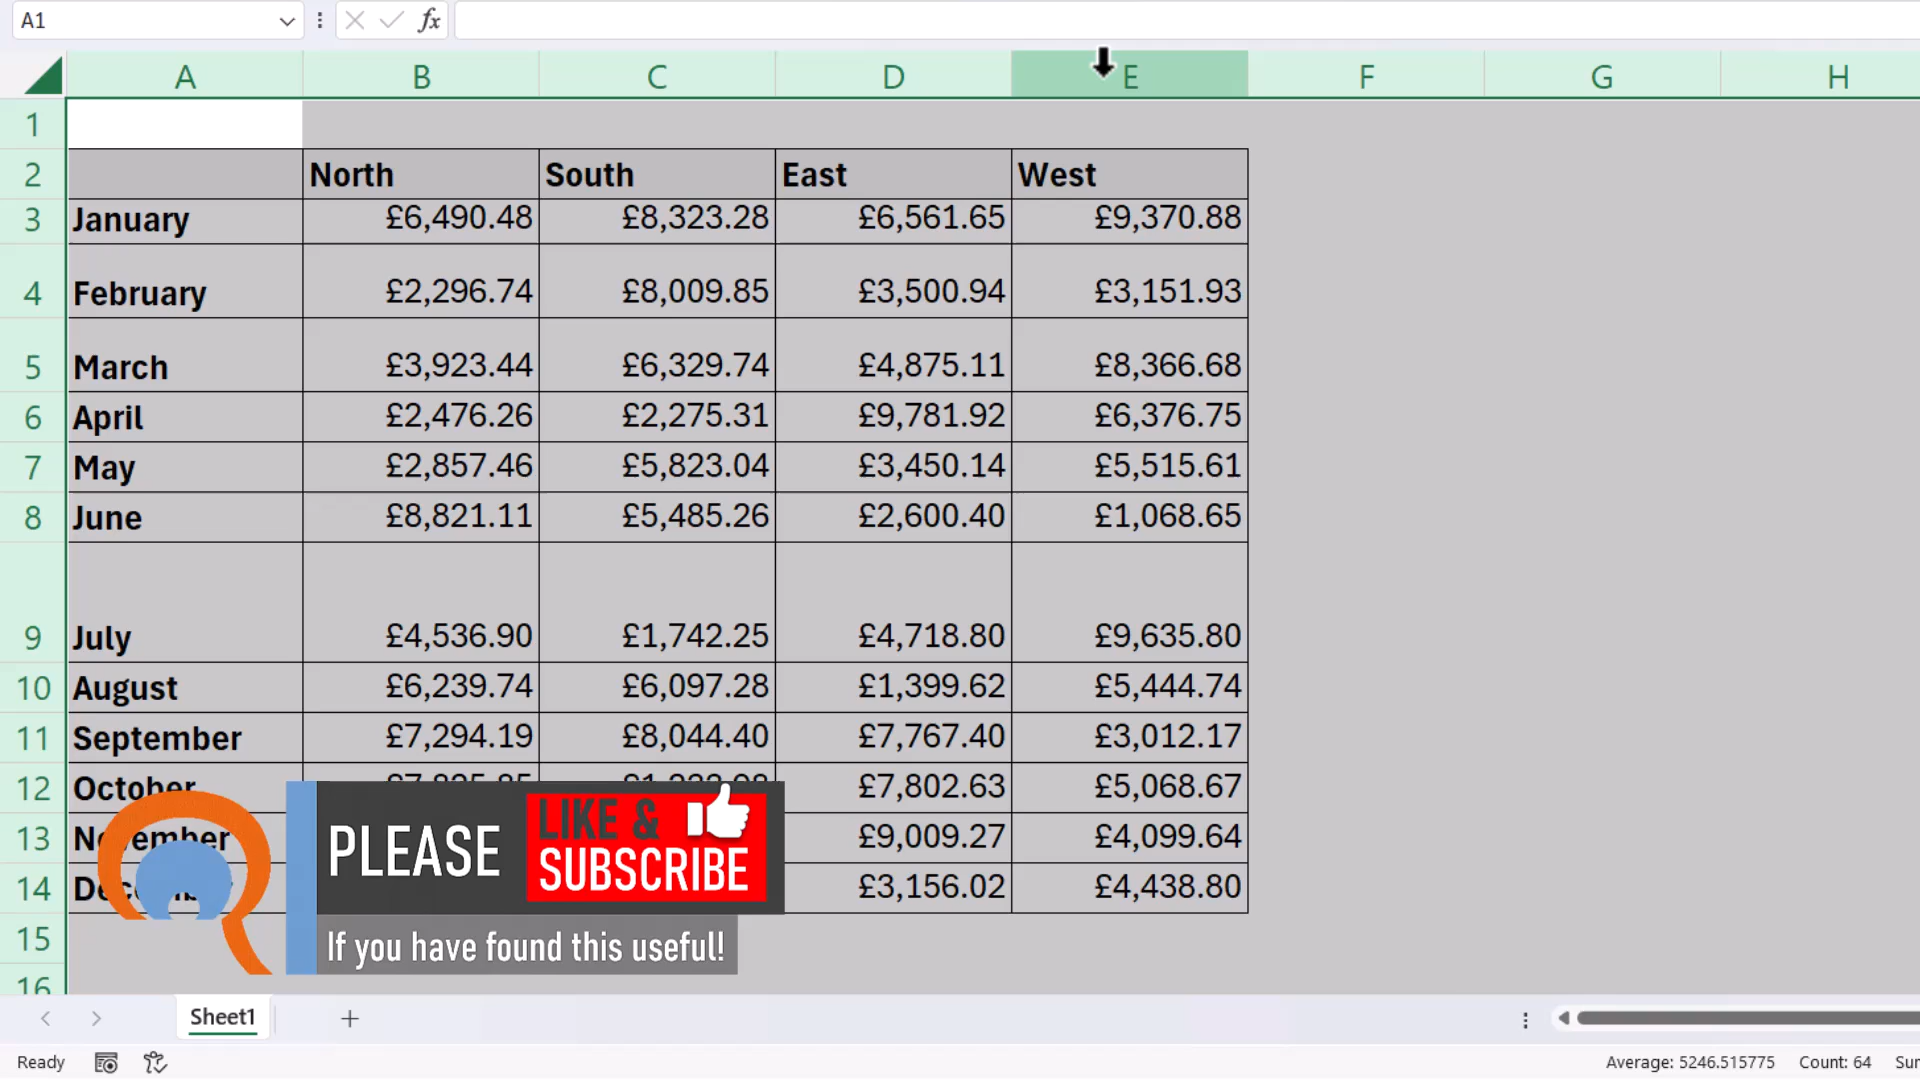 A1 fx
A B C D E F G H
1
2 North South East West
3 January £6,490.48 £8,323.28 £6,561.65 £9,370.88
4 February £2,296.74 £8,009.85 £3,500.94 £3,151.93
5 March £3,923.44 £6,329.74 £4,875.11 £8,366.68
6 April £2,476.26 £2,275.31 £9,781.92 £6,376.75
7 May £2,857.46 £5,823.04 £3,450.14 £5,515.61
8 June £8,821.11 £5,485.26 £2,600.40 £1,068.65
9 July £4,536.90 £1,742.25 £4,718.80 £9,635.80
10 August £6,239.74 £6,097.28 £1,399.62 £5,444.74
11 September £7,294.19 £8,044.40 £7,767.40 £3,012.17
12 October £7,802.63 £5,068.67
13 November £9,009.27 £4,099.64
14 £3,156.02 £4,438.80
15
16
PLEASE LIKE & SUBSCRIBE
If you have found this useful!
Sheet1
Ready Average: 5246.515775 Count: 64